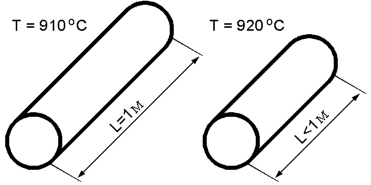 T = 910°C
L=1м
T = 920°C
L<1м